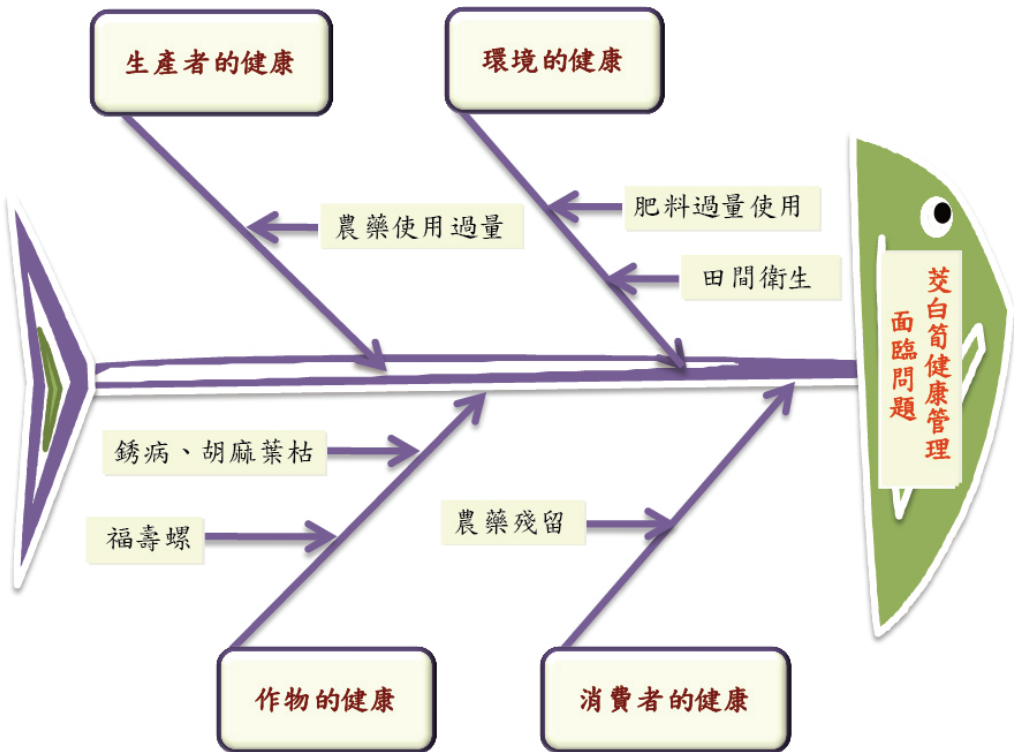 生產者的健康
環境的健康
農藥使用過量
肥料過量使用
田間衛生
茭白筍健康管理
面臨問題
銹病、胡麻葉枯
福壽螺
農藥殘留
作物的健康
消費者的健康